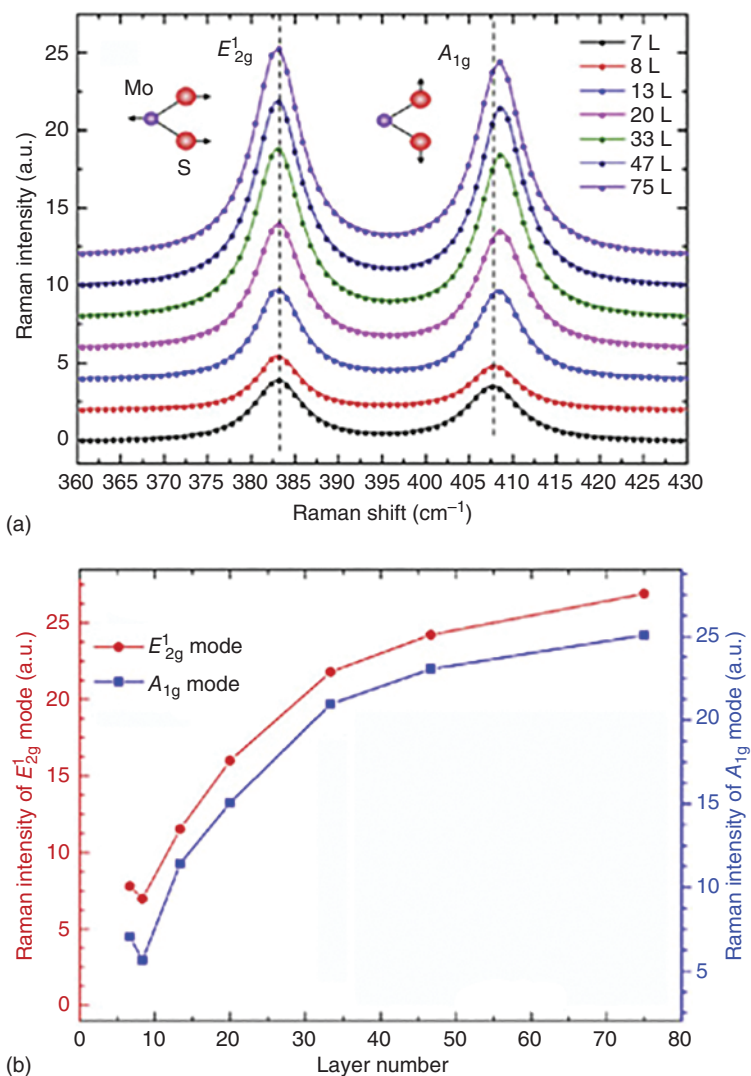 25
20
15
10
5
0
Raman intensity (a.u.)
E¹₂g
A₁g
Mo
S
7 L
8 L
13 L
20 L
33 L
47 L
75 L
360 365 370 375 380 385 390 395 400 405 410 415 420 425 430
Raman shift (cm⁻¹)
(a)
25
20
15
10
5
0
Raman intensity of E¹₂g mode (a.u.)
E¹₂g mode
A₁g mode
25
20
15
10
5
Raman intensity of A₁g mode (a.u.)
0 10 20 30 40 50 60 70 80
Layer number
(b)